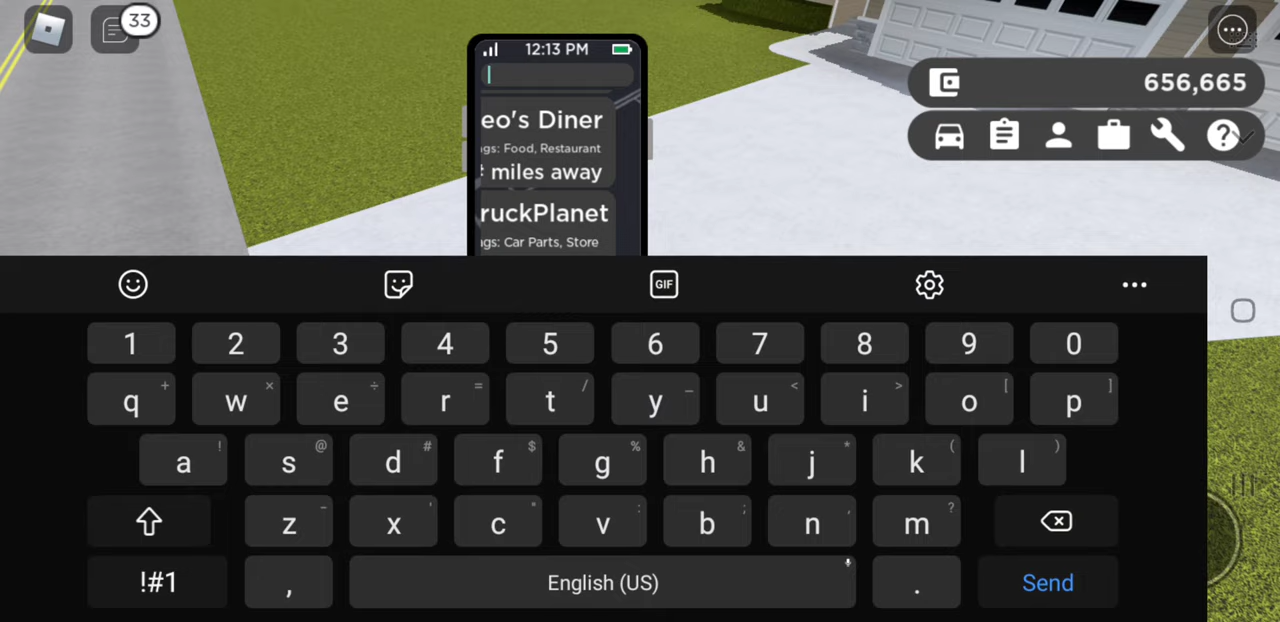 33
12:13 PM
656,665
eo's Diner
gs: Food, Restaurant
miles away
ruckPlanet
gs: Car Parts, Store
GIF
1 2 3 4 5 6 7 8 9 0
q + w × e ÷ r = t / y _ u < i > o [ p ]
a ! s @ d # f $ g % h & j * k ( l )
z - x ' c " v : b ; n , m ?
!#1 , English (US) . Send